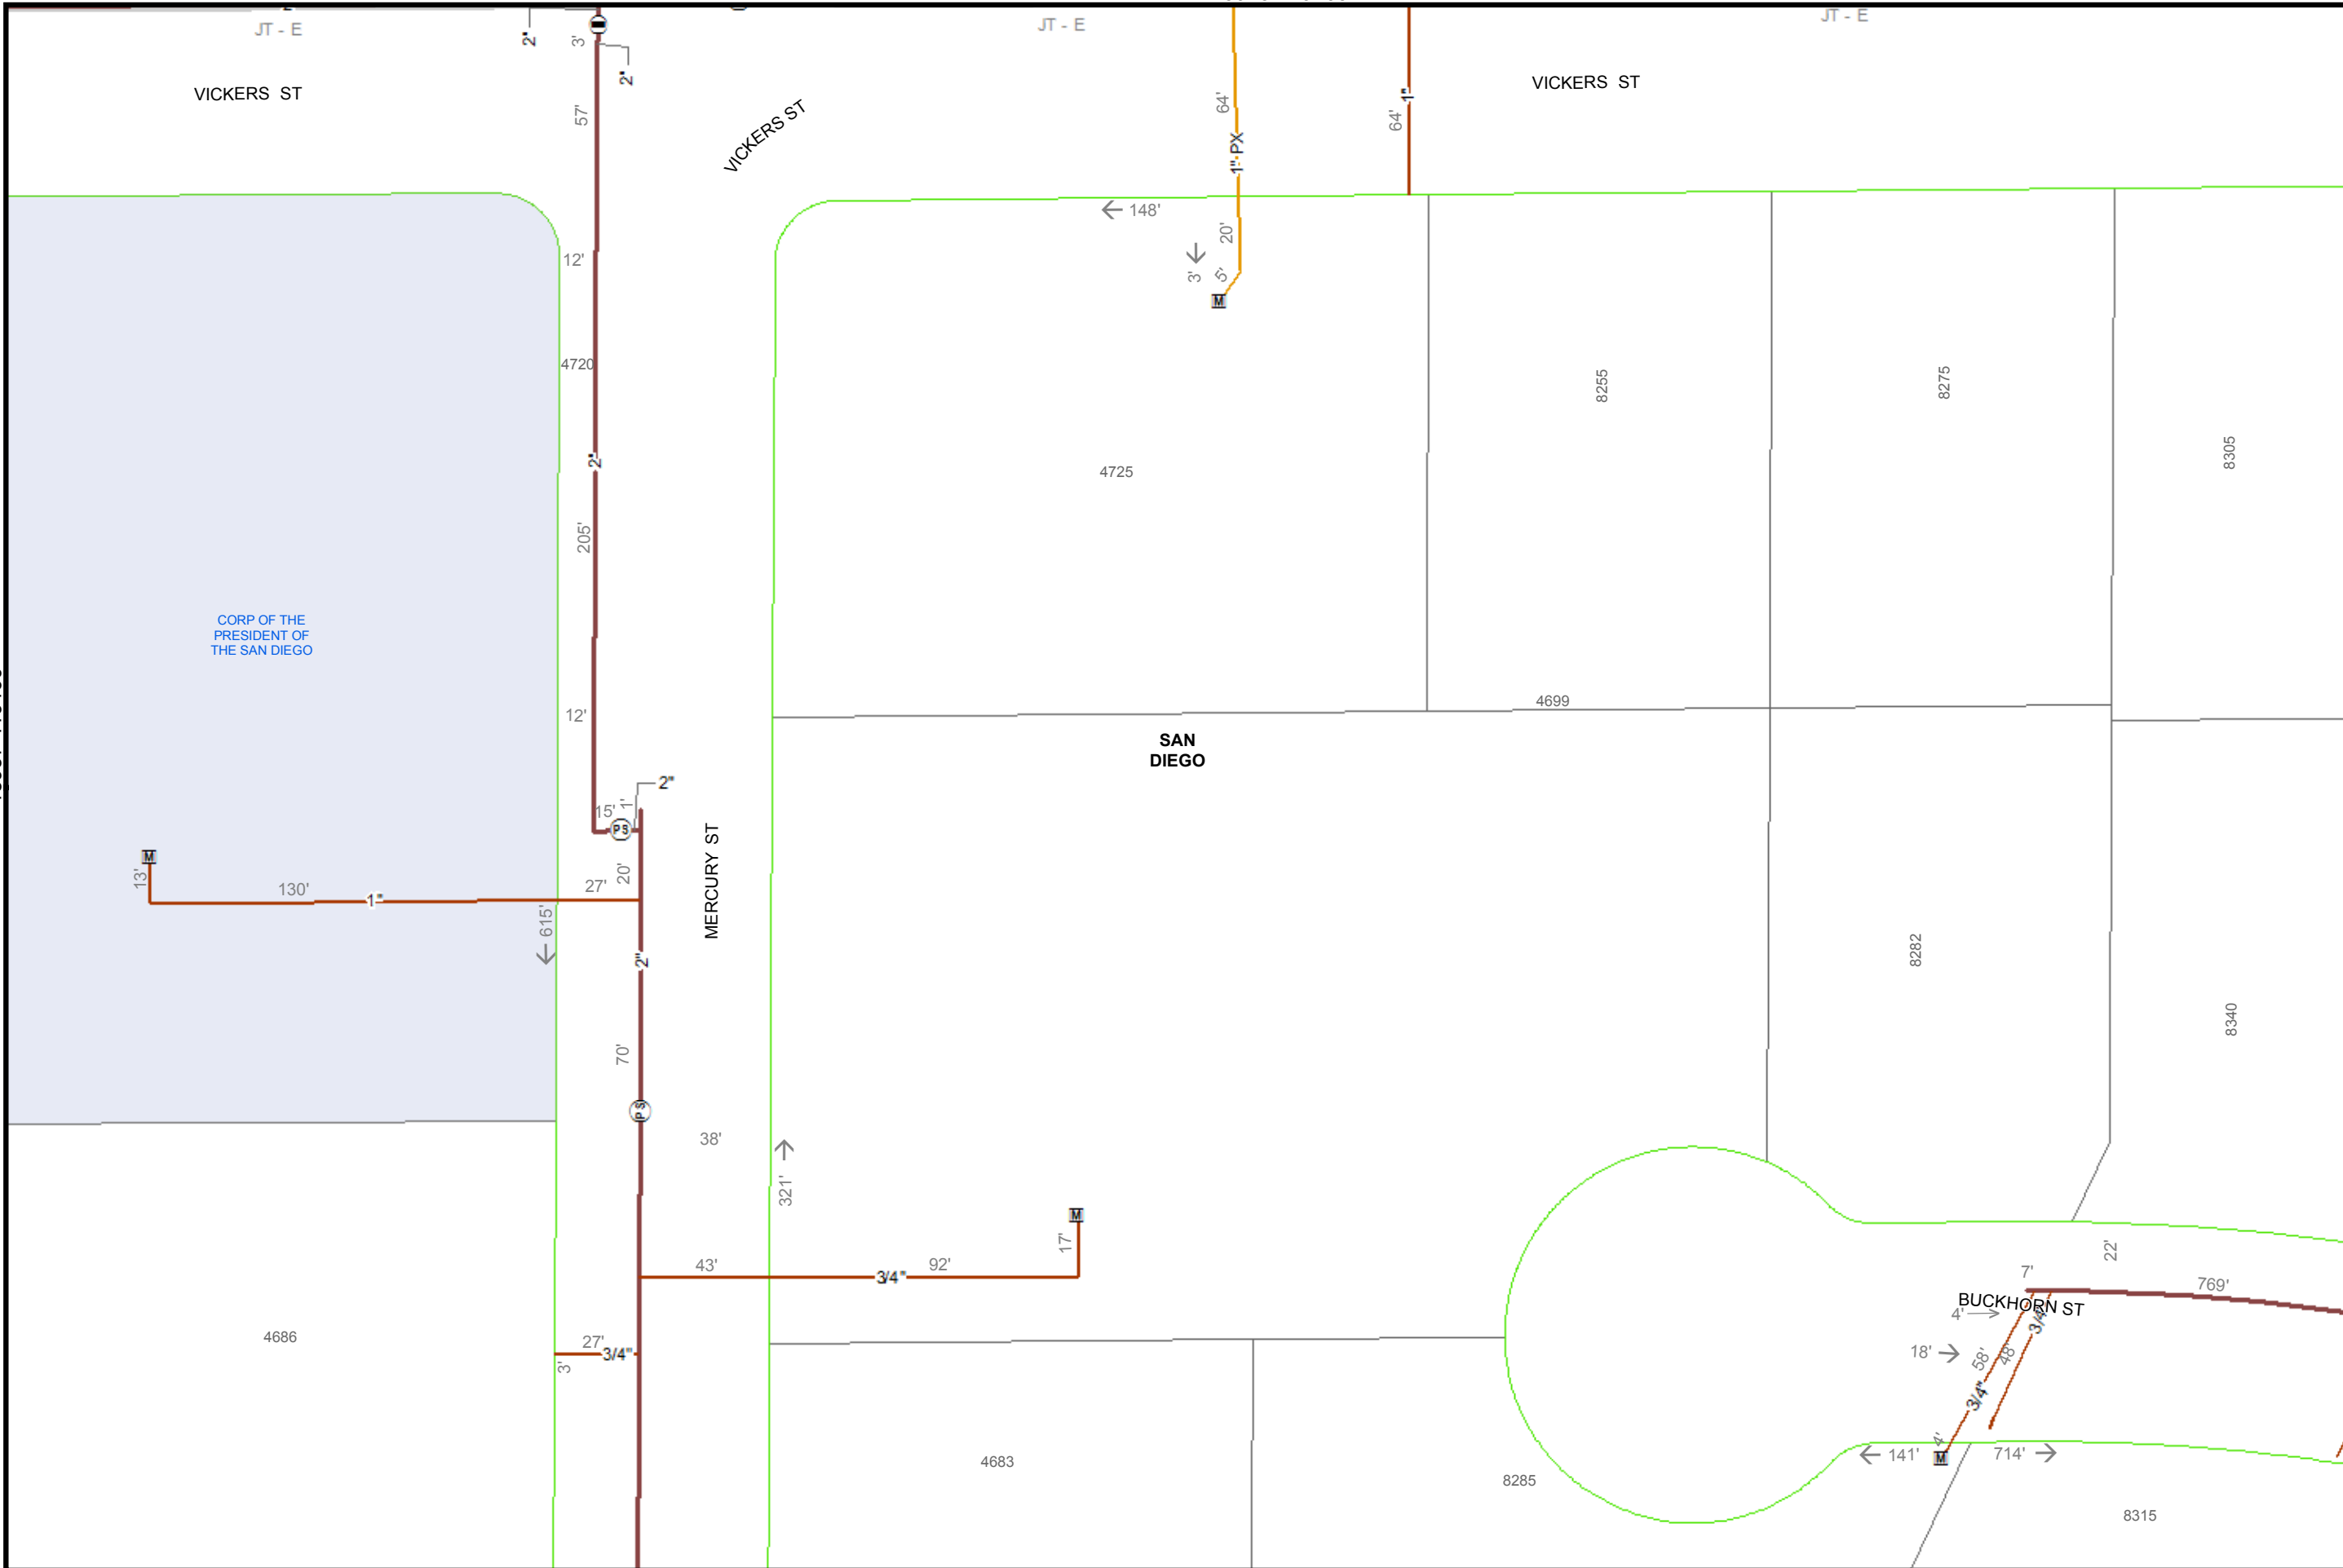 JT - E
JT - E
JT - E
2"
3'
2"
VICKERS ST
57'
VICKERS ST
64'
1" PX
64'
1"
VICKERS ST
148'
20'
3'
5'
M
12'
4720
2"
205'
4725
8255
8275
8305
CORP OF THE
PRESIDENT OF
THE SAN DIEGO
12'
4699
SAN
DIEGO
2"
15'
1'
PS
MERCURY ST
M
13'
130'
1"
27'
20'
615'
2"
8282
8340
70'
PS
38'
321'
M
17'
43'
3/4"
92'
22'
7'
769'
BUCKHORN ST
4'
3/4"
4686
27'
3/4"
3'
18'
58'
48'
3/4"
4'
M
141'
714'
4683
8285
8315